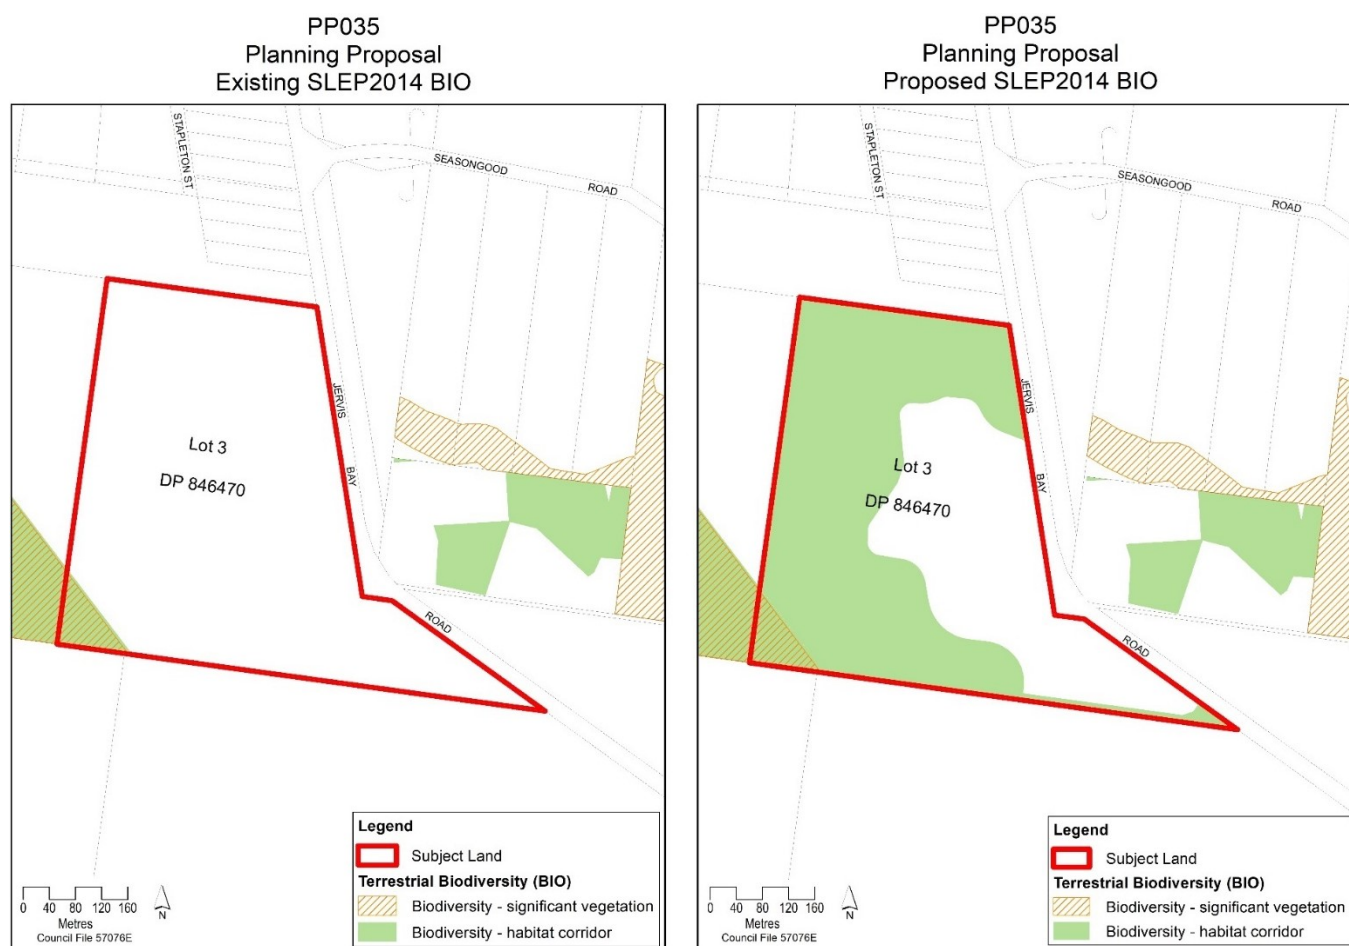 PP035
Planning Proposal
Existing SLEP2014 BIO
STAPLETON ST
SEASONGOOD
ROAD
JERVIS
BAY
ROAD
Lot 3
DP 846470
Legend
Subject Land
Terrestrial Biodiversity (BIO)
Biodiversity - significant vegetation
Biodiversity - habitat corridor
0 40 80 120 160
Metres
Council File 57076E
N
PP035
Planning Proposal
Proposed SLEP2014 BIO
STAPLETON ST
SEASONGOOD
ROAD
JERVIS
BAY
ROAD
Lot 3
DP 846470
Legend
Subject Land
Terrestrial Biodiversity (BIO)
Biodiversity - significant vegetation
Biodiversity - habitat corridor
0 40 80 120 160
Metres
Council File 57076E
N